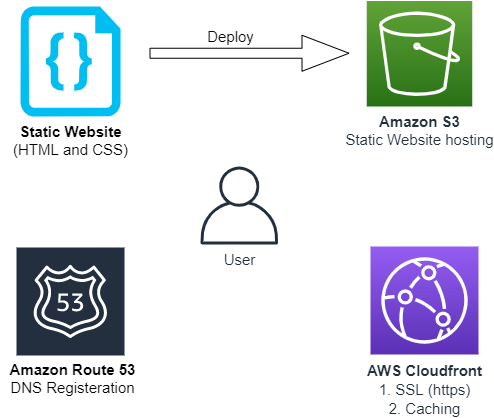 Deploy
Static Website
(HTML and CSS)
Amazon S3
Static Website hosting
User
53
Amazon Route 53
DNS Registeration
AWS Cloudfront
1. SSL (https)
2. Caching